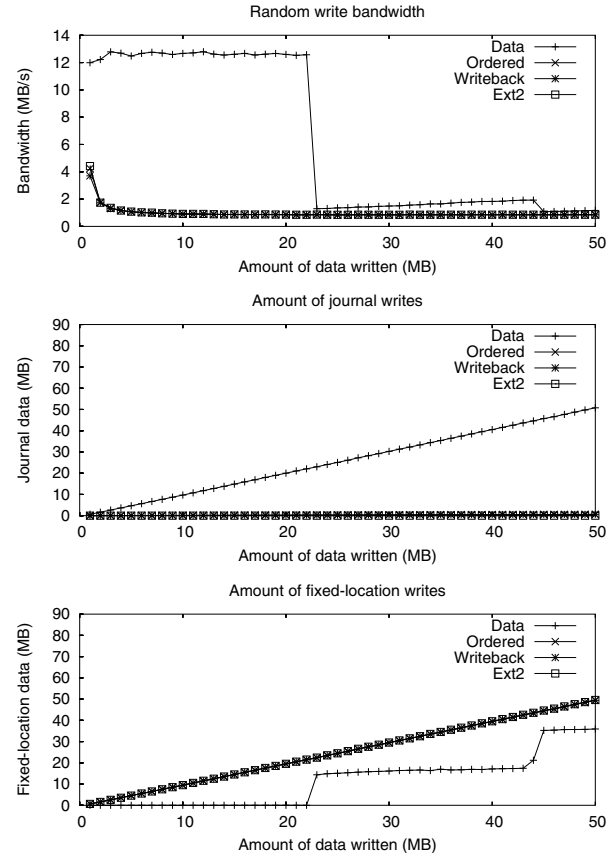 Random write bandwidth
Bandwidth (MB/s)
14
12
10
8
6
4
2
0
Data
Ordered
Writeback
Ext2
0 10 20 30 40 50
Amount of data written (MB)
Amount of journal writes
Journal data (MB)
90
80
70
60
50
40
30
20
10
0
Data
Ordered
Writeback
Ext2
0 10 20 30 40 50
Amount of data written (MB)
Amount of fixed-location writes
Fixed-location data (MB)
90
80
70
60
50
40
30
20
10
0
Data
Ordered
Writeback
Ext2
0 10 20 30 40 50
Amount of data written (MB)